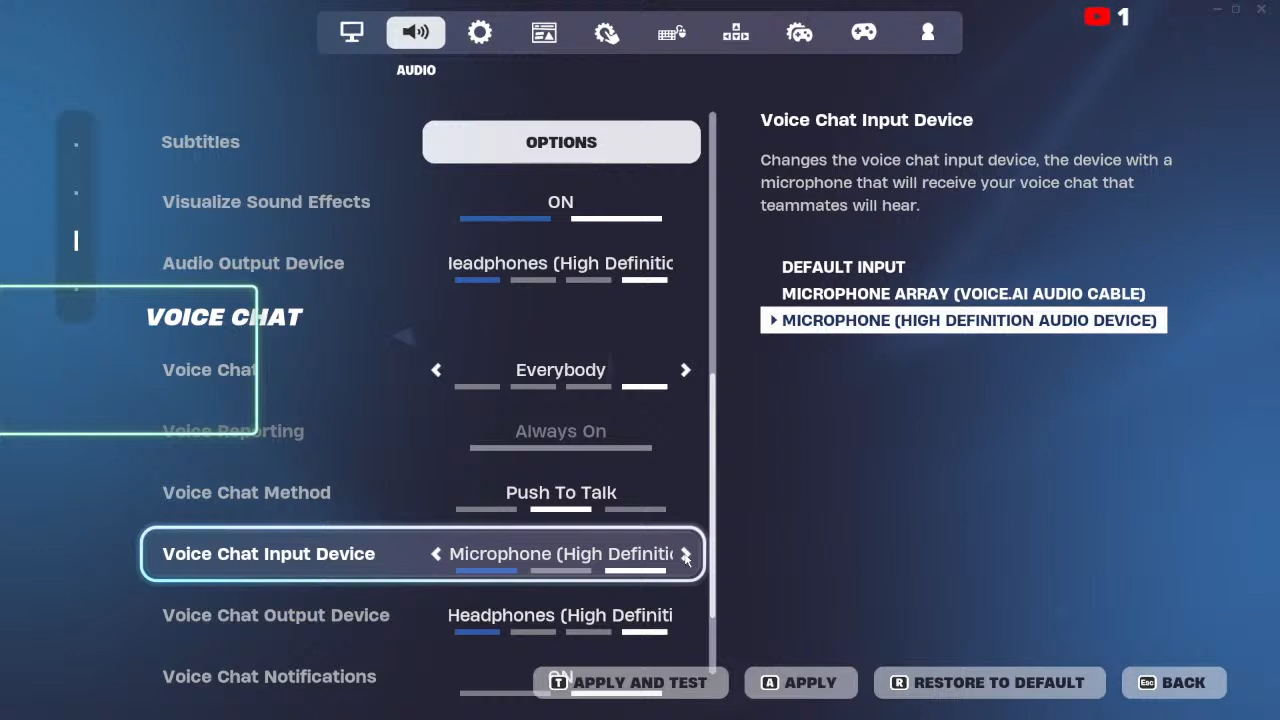 1
AUDIO
Subtitles
OPTIONS
Visualize Sound Effects
ON
Audio Output Device
leadphones (High Definitic
VOICE CHAT
Voice Chat
Everybody
Voice Reporting
Always On
Voice Chat Method
Push To Talk
Voice Chat Input Device
Microphone (High Definitic
Voice Chat Output Device
Headphones (High Definiti
Voice Chat Notifications
ON
Voice Chat Input Device
Changes the voice chat input device, the device with a
microphone that will receive your voice chat that
teammates will hear.
DEFAULT INPUT
MICROPHONE ARRAY (VOICE.AI AUDIO CABLE)
MICROPHONE (HIGH DEFINITION AUDIO DEVICE)
T APPLY AND TEST
A APPLY
R RESTORE TO DEFAULT
Esc BACK